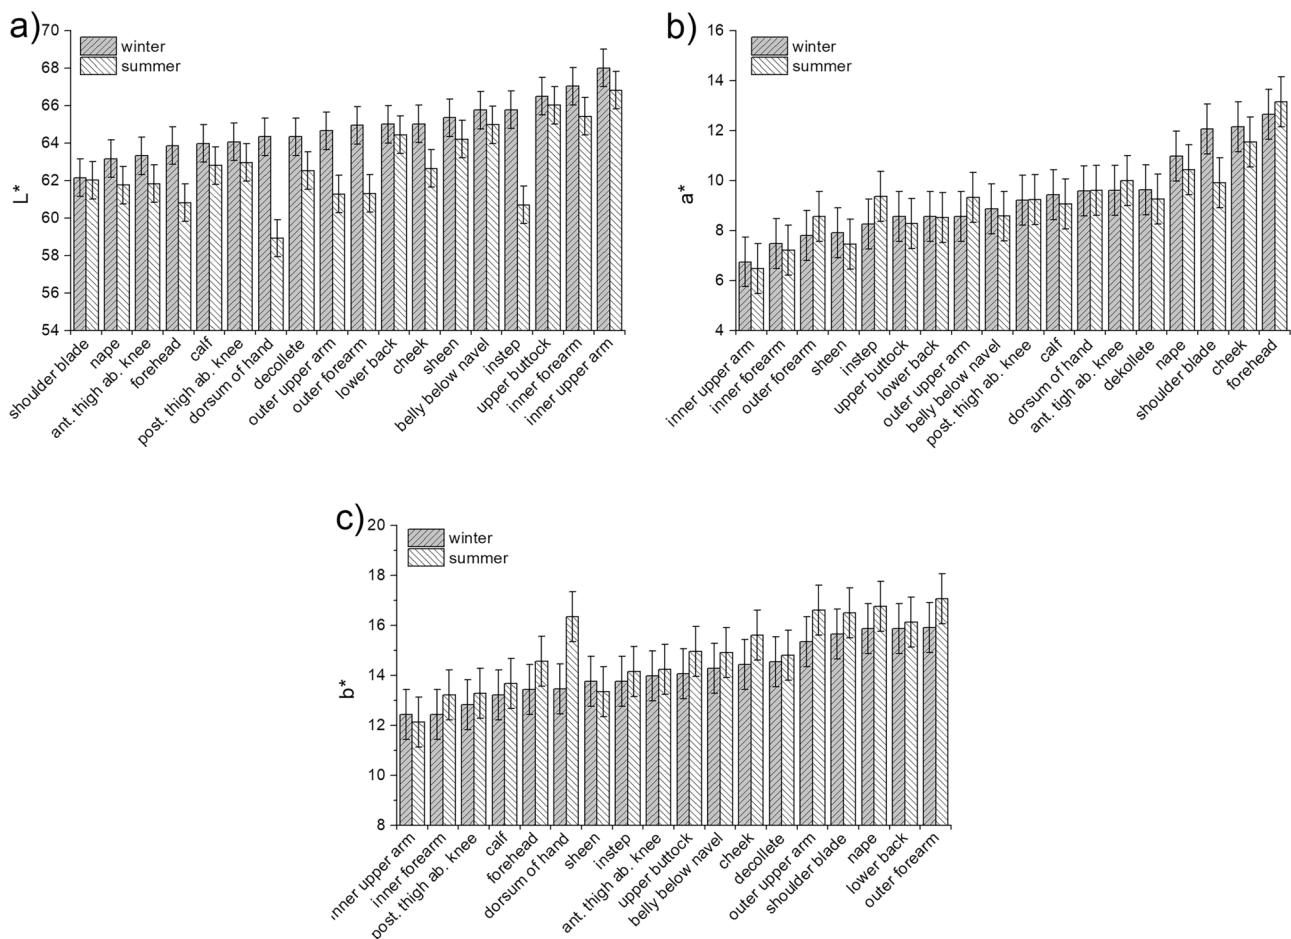 a)
70
68
66
64
62
60
58
56
54
L*
winter
summer
shoulder blade
nape
ant. thigh ab. knee
forehead
calf
post. thigh ab. knee
dorsum of hand
decollete
outer upper arm
outer forearm
lower back
cheek
sheen
belly below navel
instep
upper buttock
inner forearm
inner upper arm
b)
16
14
12
10
8
6
4
a*
winter
summer
inner upper arm
inner forearm
outer forearm
sheen
instep
upper buttock
lower back
outer upper arm
belly below navel
post. thigh ab. knee
calf
dorsum of hand
ant. tigh ab. knee
dekollete
nape
shoulder blade
cheek
forehead
c)
20
18
16
14
12
10
8
b*
winter
summer
inner upper arm
inner forearm
post. thigh ab. knee
calf
forehead
dorsum of hand
sheen
instep
ant. thigh ab. knee
upper buttock
belly below navel
cheek
decollete
outer upper arm
shoulder blade
nape
lower back
outer forearm